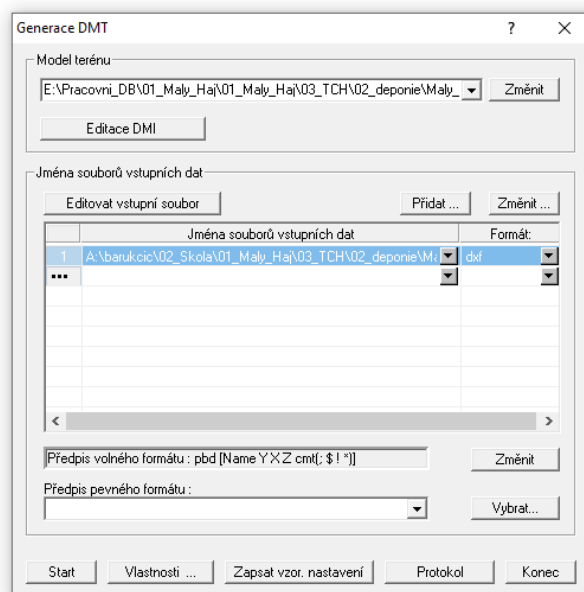 Generace DMT
Model terénu
E:\Pracovni_DB\01_Maly_Haj\01_Maly_Haj\03_TCH\02_deponie\Maly_
Změnit
Editace DMI
Jména souborů vstupních dat
Editovat vstupní soubor
Přidat ...
Změnit ...
Jména souborů vstupních dat Formát:
1 A:\barukcic\02_Skola\01_Maly_Haj\03_TCH\02_deponie\Ma dxf
Předpis volného formátu : pbd [Name Y X Z cmt(; $ ! *)]
Změnit
Předpis pevného formátu :
Vybrat...
Start Vlastnosti ... Zapsat vzor. nastavení Protokol Konec